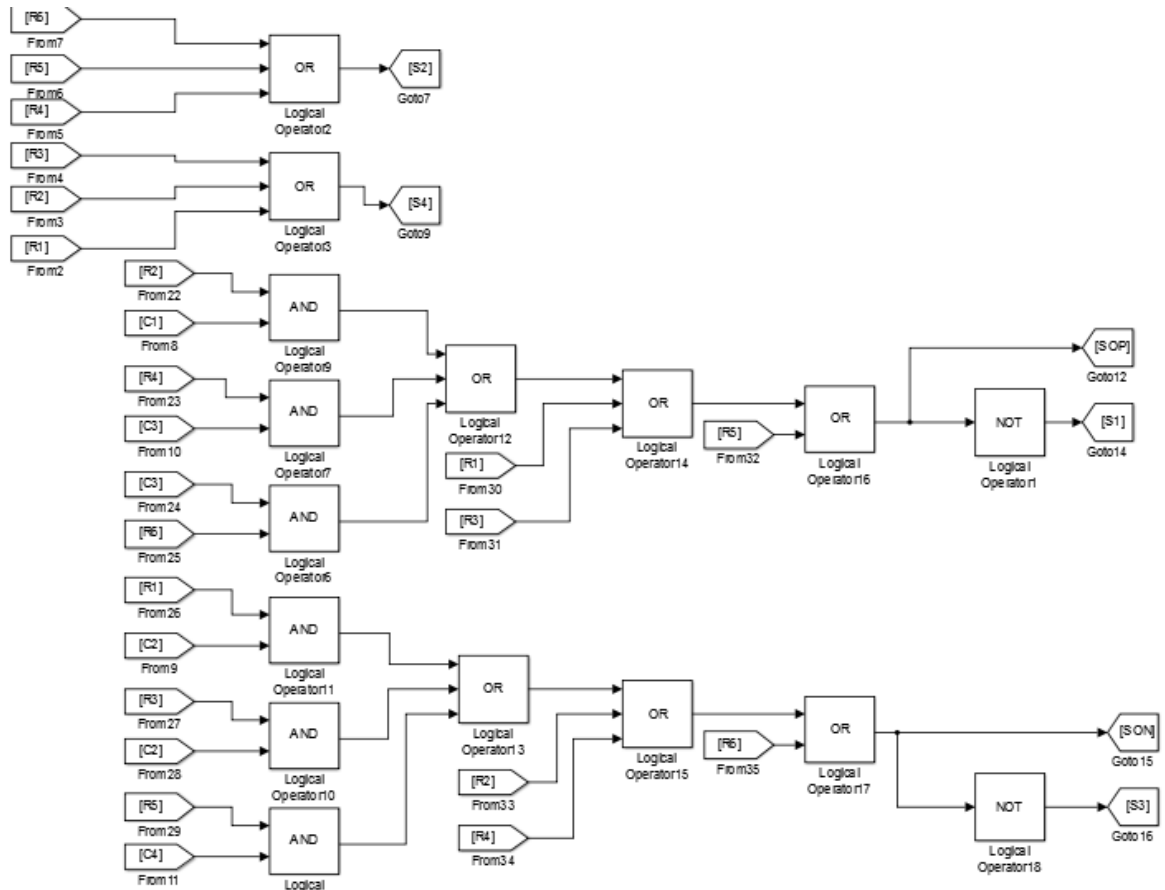 [R6]
From7
[R5]
From6
[R4]
From5
OR
Logical
Operator2
[S2]
Goto7
[R3]
From4
[R2]
From3
[R1]
From2
OR
Logical
Operator3
[S4]
Goto9
[R2]
From22
[C1]
From8
AND
Logical
Operator9
[R4]
From23
[C3]
From10
AND
Logical
Operator7
[C3]
From24
[R6]
From25
AND
Logical
Operator6
OR
Logical
Operator12
[R1]
From30
[R3]
From31
OR
Logical
Operator14
[R5]
From32
OR
Logical
Operator16
[SOP]
Goto12
NOT
Logical
Operator1
[S1]
Goto14
[R1]
From26
[C2]
From9
AND
Logical
Operator11
[R3]
From27
[C2]
From28
AND
Logical
Operator10
[R5]
From29
[C4]
From11
AND
Logical
OR
Logical
Operator13
[R2]
From33
[R4]
From34
OR
Logical
Operator15
[R6]
From35
OR
Logical
Operator17
[SON]
Goto15
NOT
Logical
Operator18
[S3]
Goto16